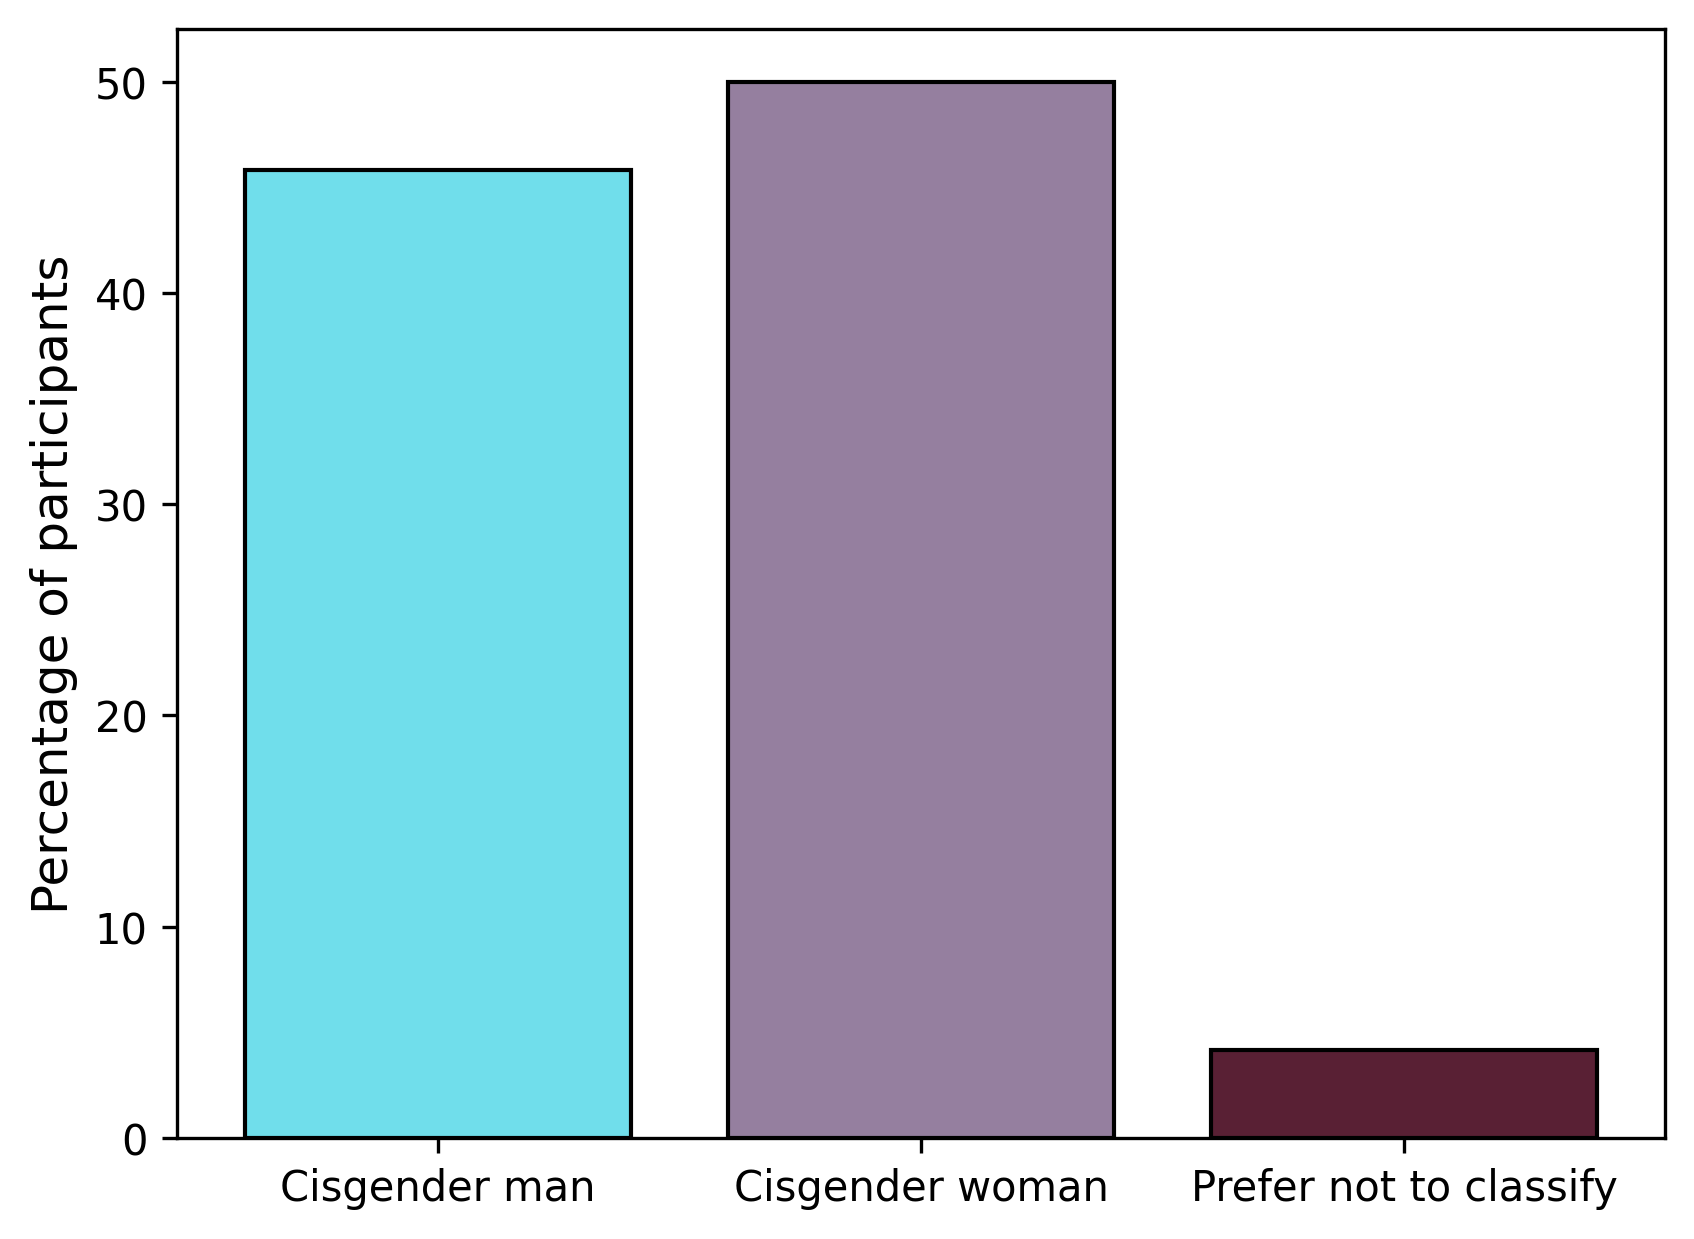 Percentage of participants
50
40
30
20
10
0
Cisgender man
Cisgender woman
Prefer not to classify